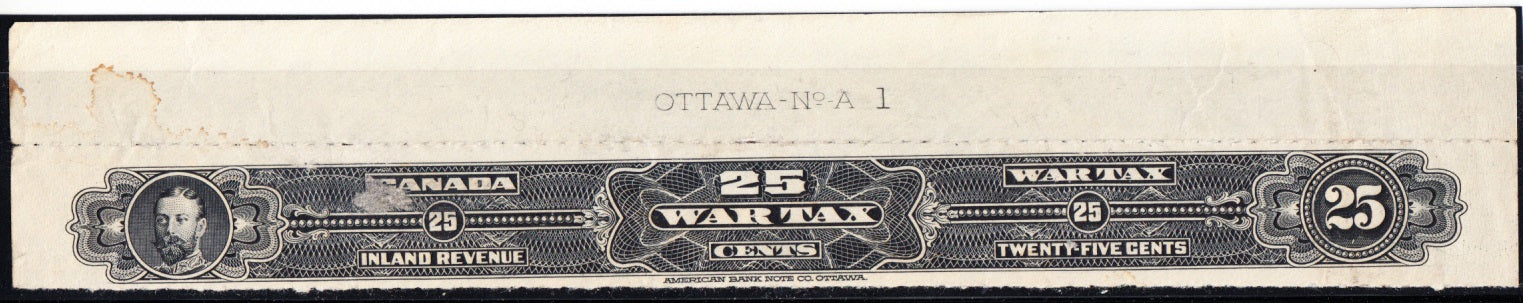 OTTAWA-Nº-A 1
CANADA
25
INLAND REVENUE
25
WAR TAX
CENTS
WAR TAX
25
TWENTY-FIVE CENTS
25
AMERICAN BANK NOTE CO. OTTAWA.